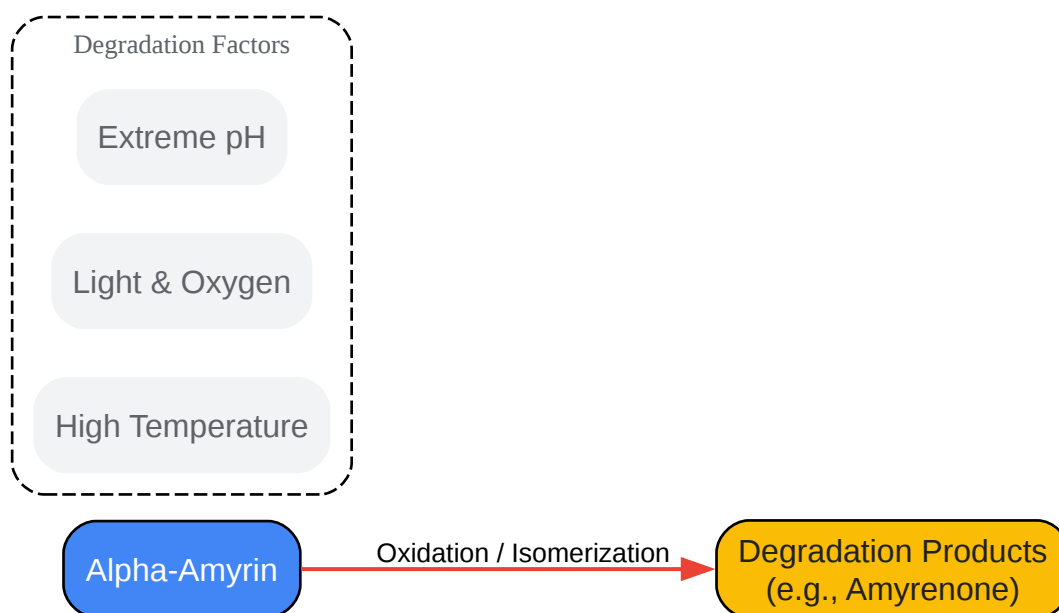 Degradation Factors
Extreme pH
Light & Oxygen
High Temperature
Alpha-Amyrin
Oxidation / Isomerization
Degradation Products
(e.g., Amyrenone)